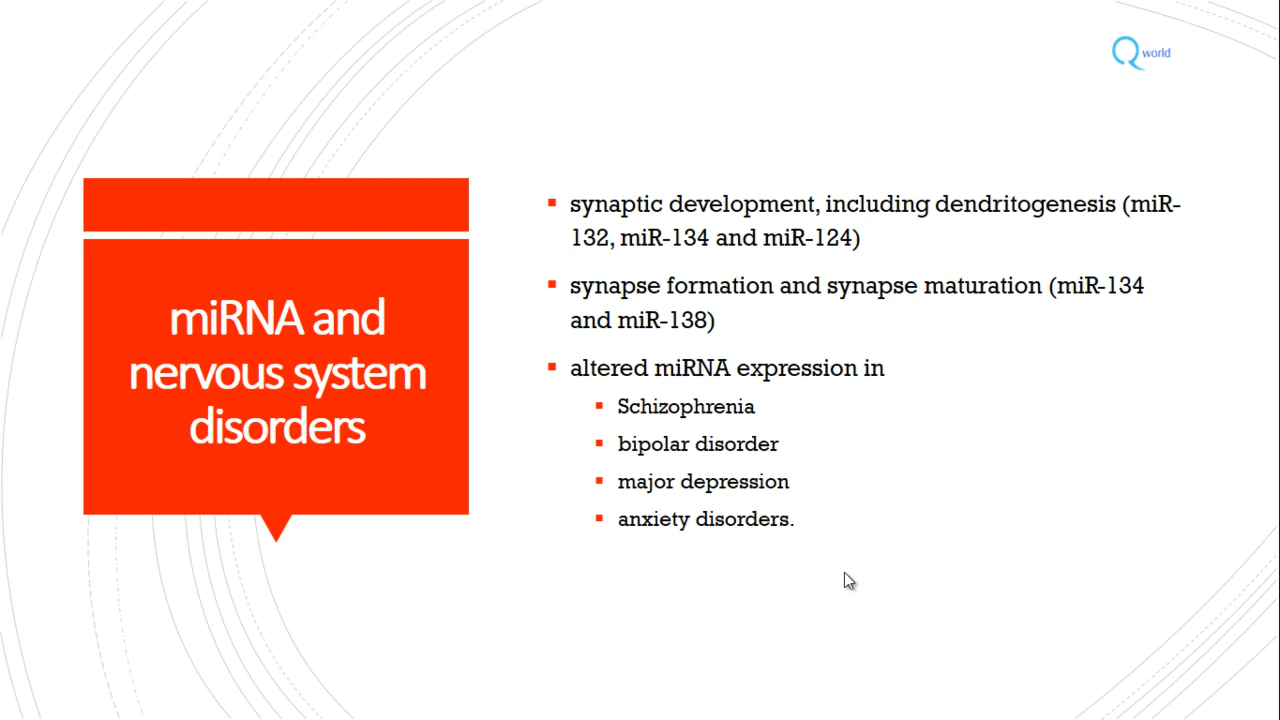 Q world
miRNA and
nervous system
disorders
synaptic development, including dendritogenesis (miR-
132, miR-134 and miR-124)
synapse formation and synapse maturation (miR-134
and miR-138)
altered miRNA expression in
Schizophrenia
bipolar disorder
major depression
anxiety disorders.